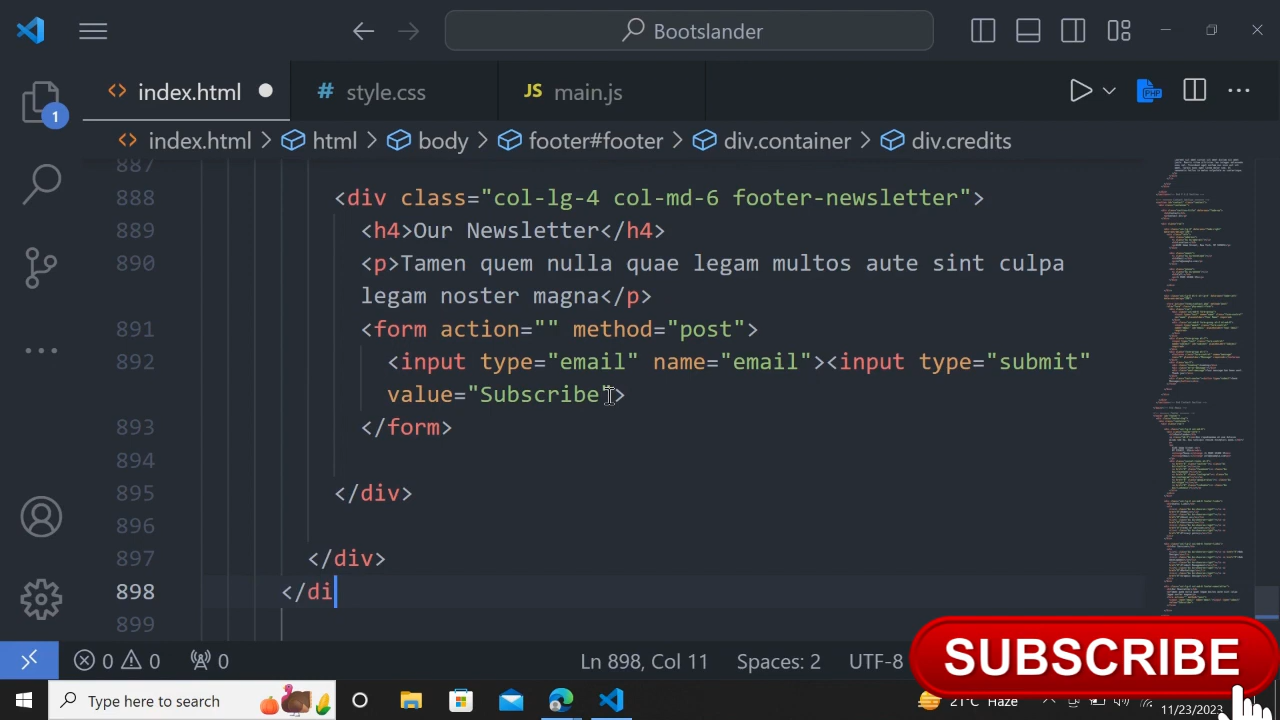 Bootslander
index.html
# style.css
JS main.js
PHP
1
index.html > html > body > footer#footer > div.container > div.credits
887
888 <div class="col-lg-4 col-md-6 footer-newsletter">
889 <h4>Our Newsletter</h4>
890 <p>Tamen quem nulla quae legam multos aute sint culpa
legam noster magna</p>
891 <form action="" method="post">
892 <input type="email" name="email"><input type="submit"
value="Subscribe">
893 </form>
894
895 </div>
896
897 </div>
898 </di
899
0 0 0
Ln 898, Col 11 Spaces: 2 UTF-8
SUBSCRIBE
Type here to search
21°C Haze
11/23/2023